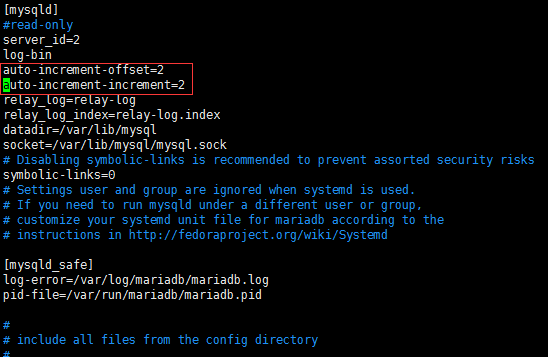 [mysqld]
#read-only
server_id=2
log-bin
auto-increment-offset=2
auto-increment-increment=2
relay_log=relay-log
relay_log_index=relay-log.index
datadir=/var/lib/mysql
socket=/var/lib/mysql/mysql.sock
# Disabling symbolic-links is recommended to prevent assorted security risks
symbolic-links=0
# Settings user and group are ignored when systemd is used.
# If you need to run mysqld under a different user or group,
# customize your systemd unit file for mariadb according to the
# instructions in http://fedoraproject.org/wiki/Systemd
[mysqld_safe]
log-error=/var/log/mariadb/mariadb.log
pid-file=/var/run/mariadb/mariadb.pid
#
# include all files from the config directory
#